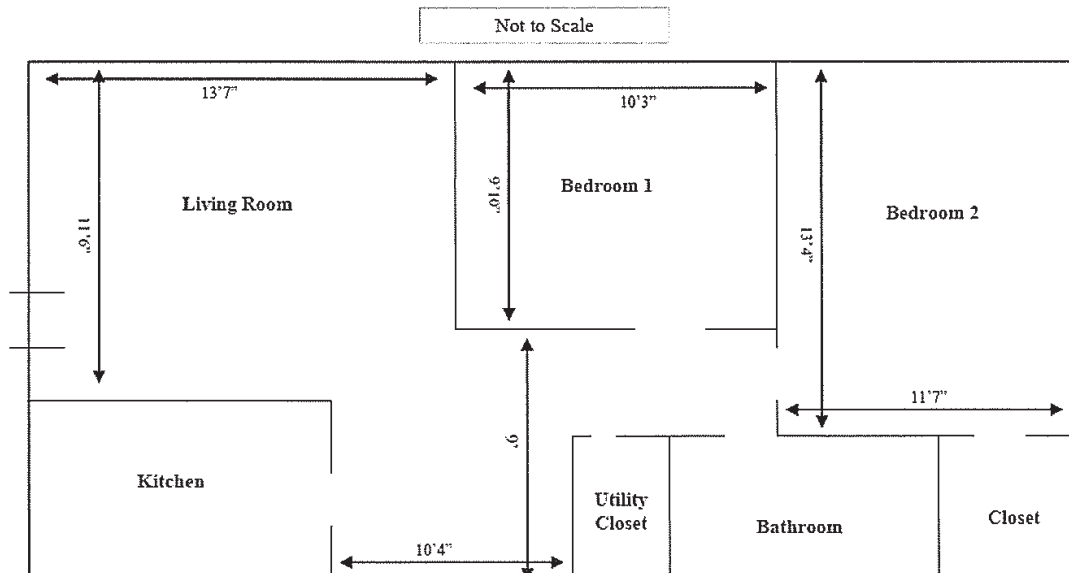 Not to Scale
13'7"
10'3"
9'10"
Bedroom 1
Living Room
Bedroom 2
11'6"
13'4"
11'7"
9'
Kitchen
Utility
Closet
Bathroom
Closet
10'4"